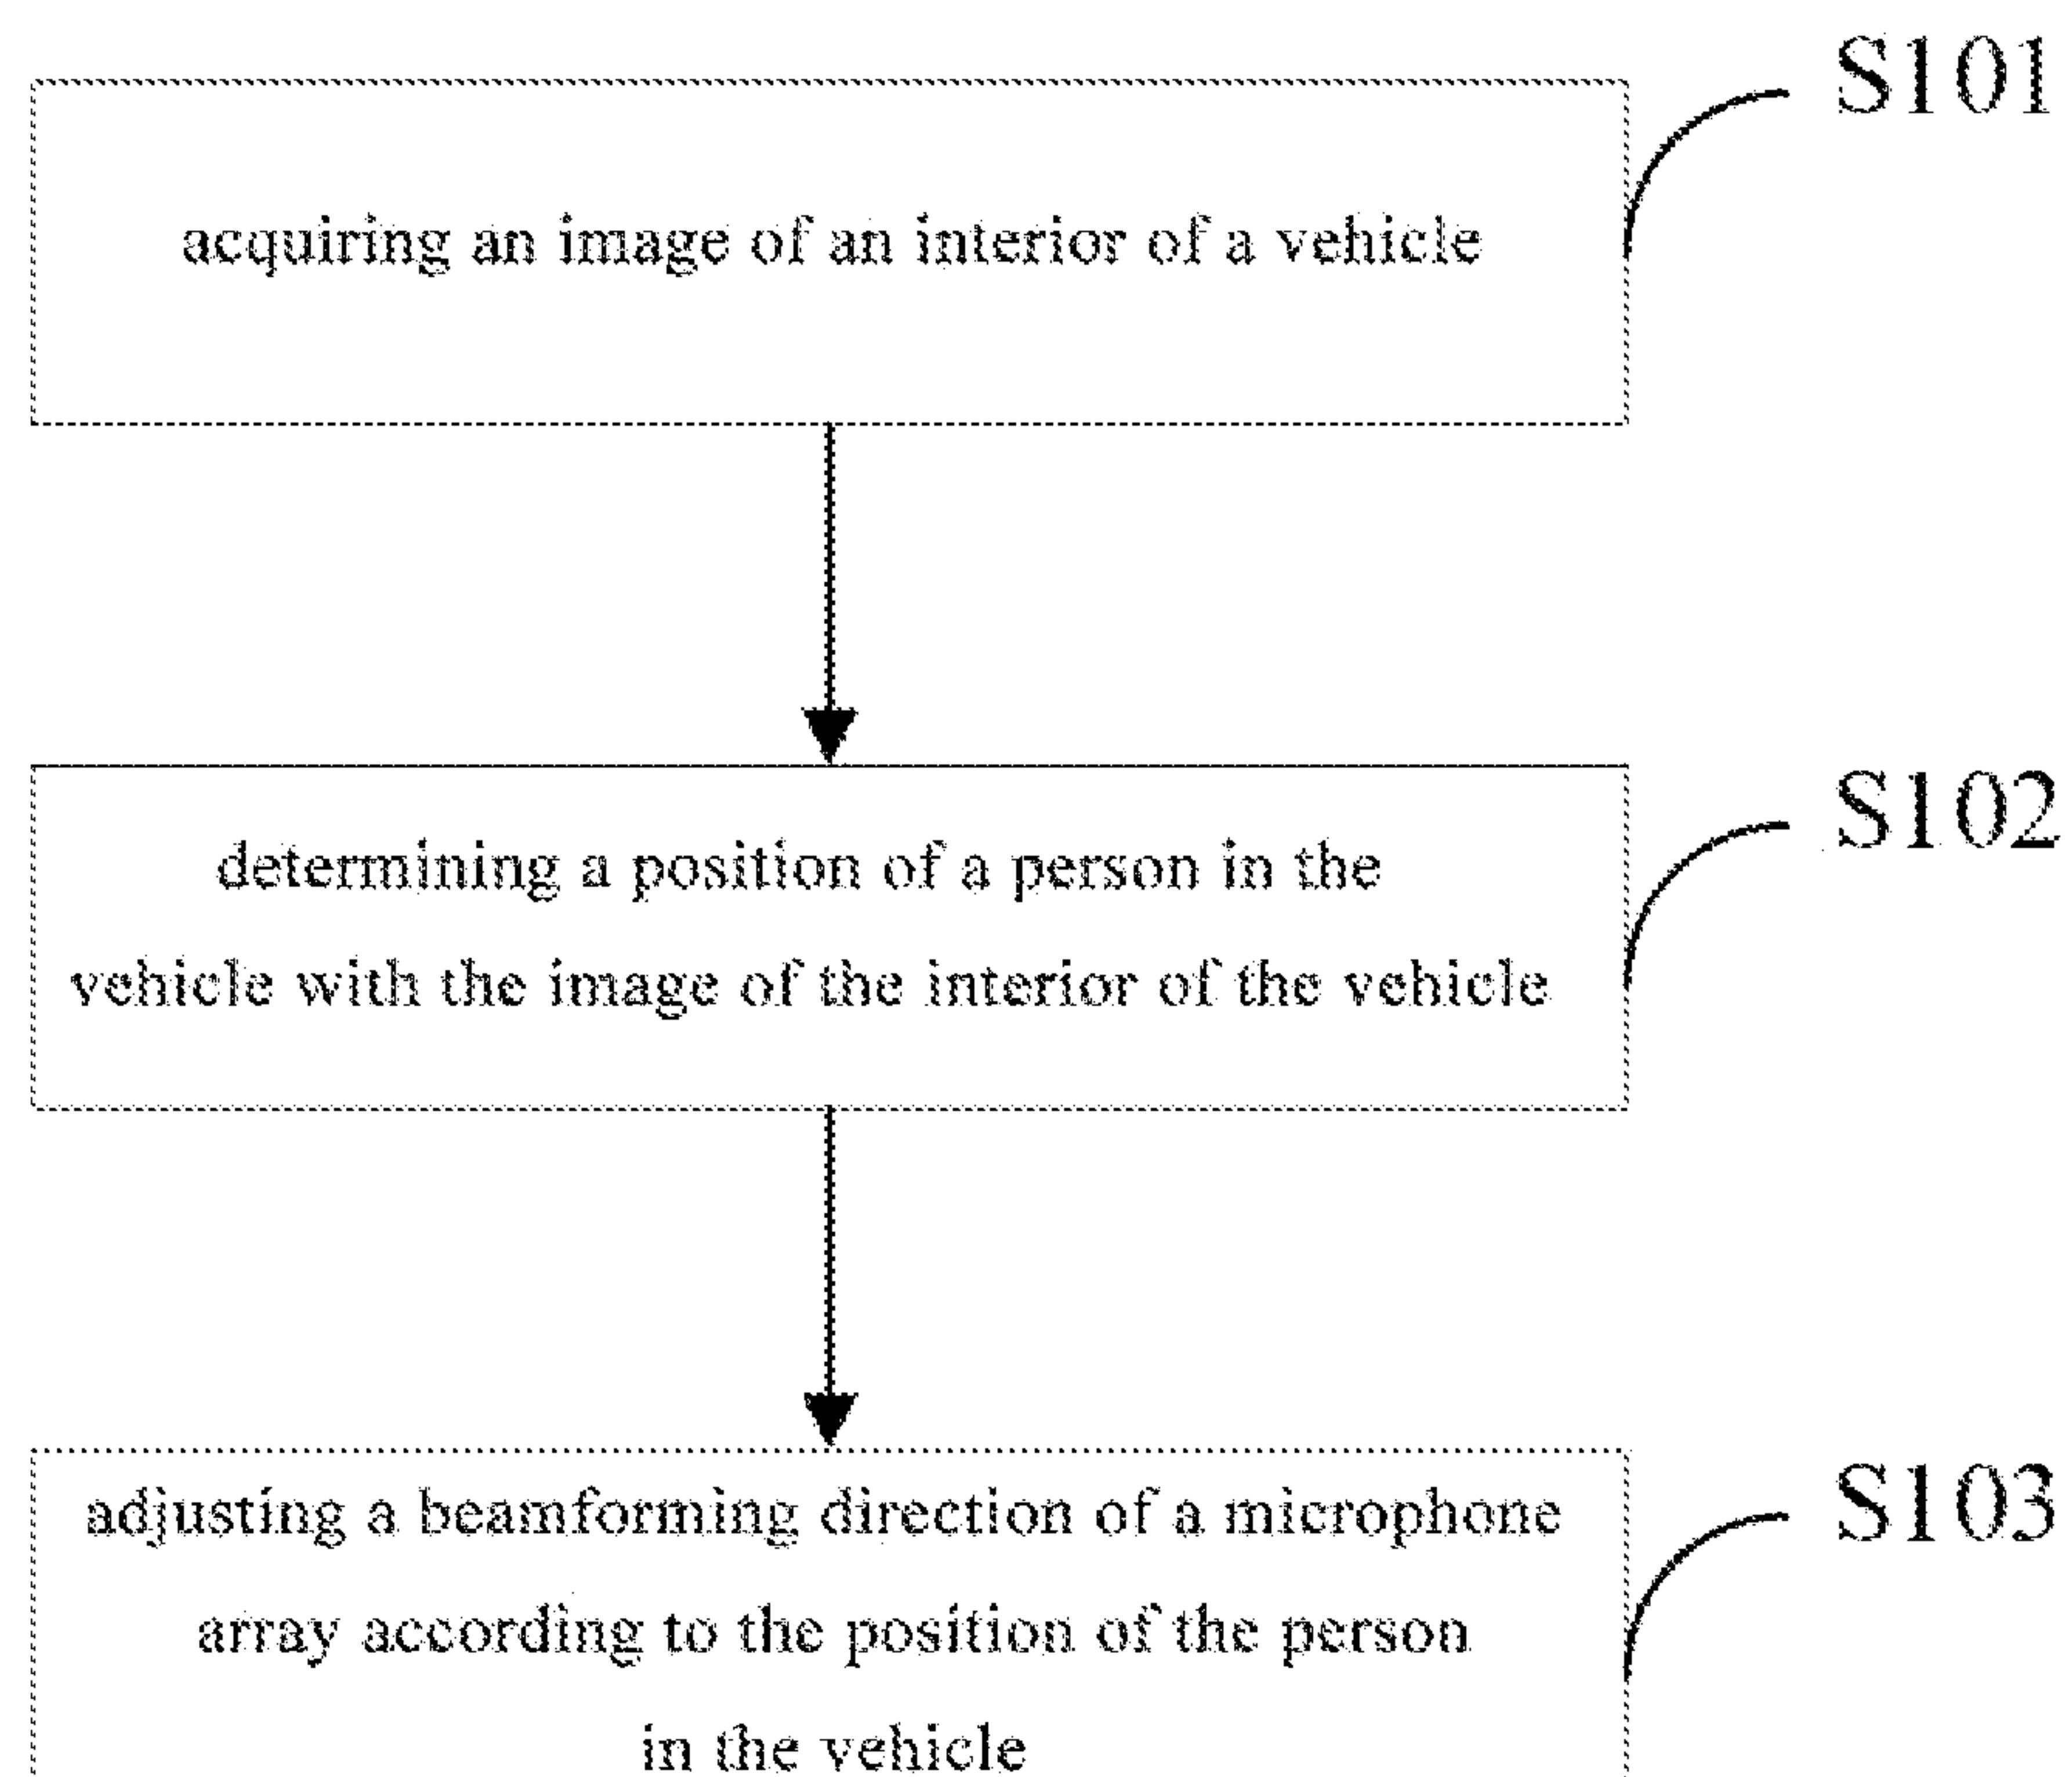 S101
acquiring an image of an interior of a vehicle
S102
determining a position of a person in the
vehicle with the image of the interior of the vehicle
S103
adjusting a beamforming direction of a microphone
array according to the position of the person
in the vehicle